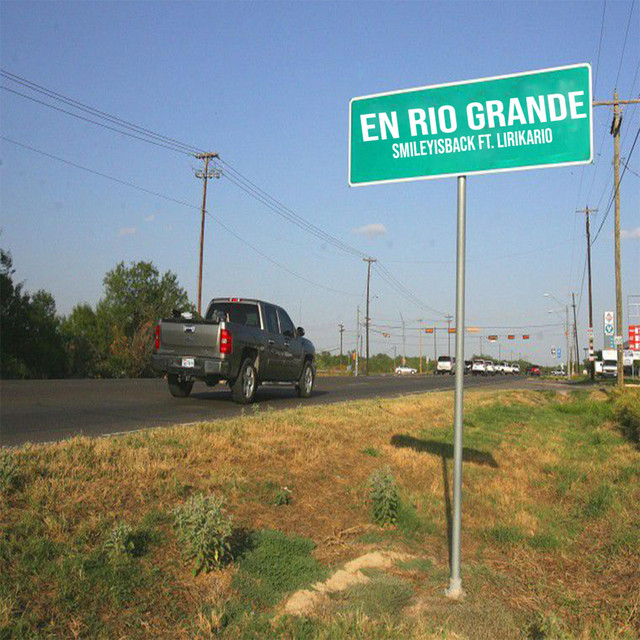 EN RIO GRANDE
SMILEYISBACK FT. LIRIKARIO